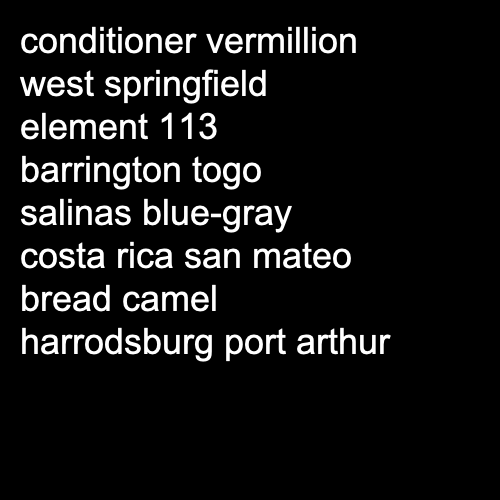 conditioner vermillion
west springfield
element 113
barrington togo
salinas blue-gray
costa rica san mateo
bread camel
harrodsburg port arthur